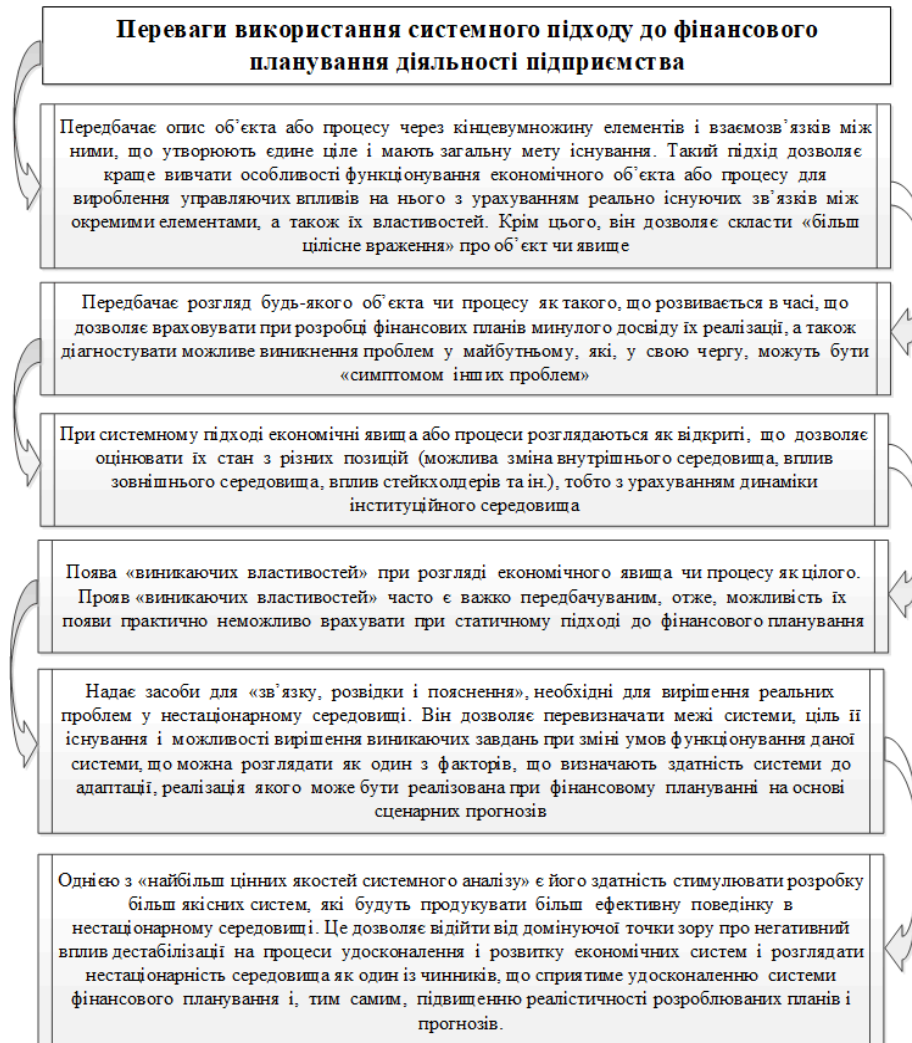 Переваги використання системного підходу до фінансового
планування діяльності підприємства
Передбачає опис об’єкта або процесу через кінцевумножину елементів і взаємозв’язків між
ними, що утворюють єдине ціле і мають загальну мету існування. Такий підхід дозволяє
краще вивчати особливості функціонування економічного об’єкта або процесу для
вироблення управляючих впливів на нього з урахуванням реально існуючих зв’язків між
окремими елементами, а також їх властивостей. Крім цього, він дозволяє скласти «більш
цілісне враження» про об’єкт чи явище
Передбачає розгляд будь-якого об’єкта чи процесу як такого, що розвивається в часі, що
дозволяє враховувати при розробці фінансових планів минулого досвіду їх реалізації, а також
діагностувати можливе виникнення проблем у майбутньому, які, у свою чергу, можуть бути
«симптомом інших проблем»
При системному підході економічні явища або процеси розглядаються як відкриті, що дозволяє
оцінювати їх стан з різних позицій (можлива зміна внутрішнього середовища, вплив
зовнішнього середовища, вплив стейкхолдерів та ін.), тобто з урахуванням динаміки
інституційного середовища
Поява «виникаючих властивостей» при розгляді економічного явища чи процесу як цілого.
Прояв «виникаючих властивостей» часто є важко передбачуваним, отже, можливість їх
появи практично неможливо врахувати при статичному підході до фінансового планування
Надає засоби для «зв’язку, розвідки і пояснення», необхідні для вирішення реальних
проблем у нестаціонарному середовищі. Він дозволяє перевизначати межі системи, ціль її
існування і можливості вирішення виникаючих завдань при зміні умов функціонування даної
системи, що можна розглядати як один з факторів, що визначають здатність системи до
адаптації, реалізація якого може бути реалізована при фінансовому плануванні на основі
сценарних прогнозів
Однією з «найбільш цінних якостей системного аналізу» є його здатність стимулювати розробку
більш якісних систем, які будуть продукувати більш ефективну поведінку в
нестаціонарному середовищі. Це дозволяє відійти від домінуючої точки зору про негативний
вплив дестабілізації на процеси удосконалення і розвитку економічних систем і розглядати
нестаціонарність середовища як один із чинників, що сприятиме удосконаленню системи
фінансового планування і, тим самим, підвищенню реалістичності розроблюваних планів і
прогнозів.